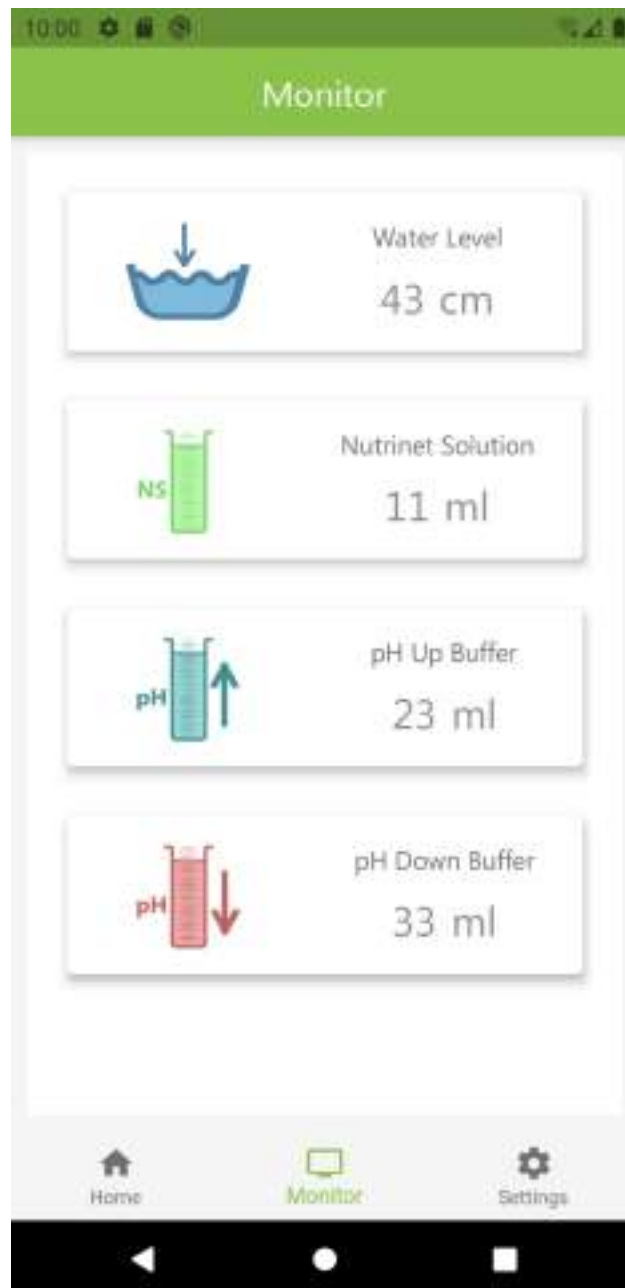 10:00
Monitor
Water Level
43 cm
Nutrinet Solution
NS
11 ml
pH Up Buffer
pH
23 ml
pH Down Buffer
pH
33 ml
Home
Monitor
Settings